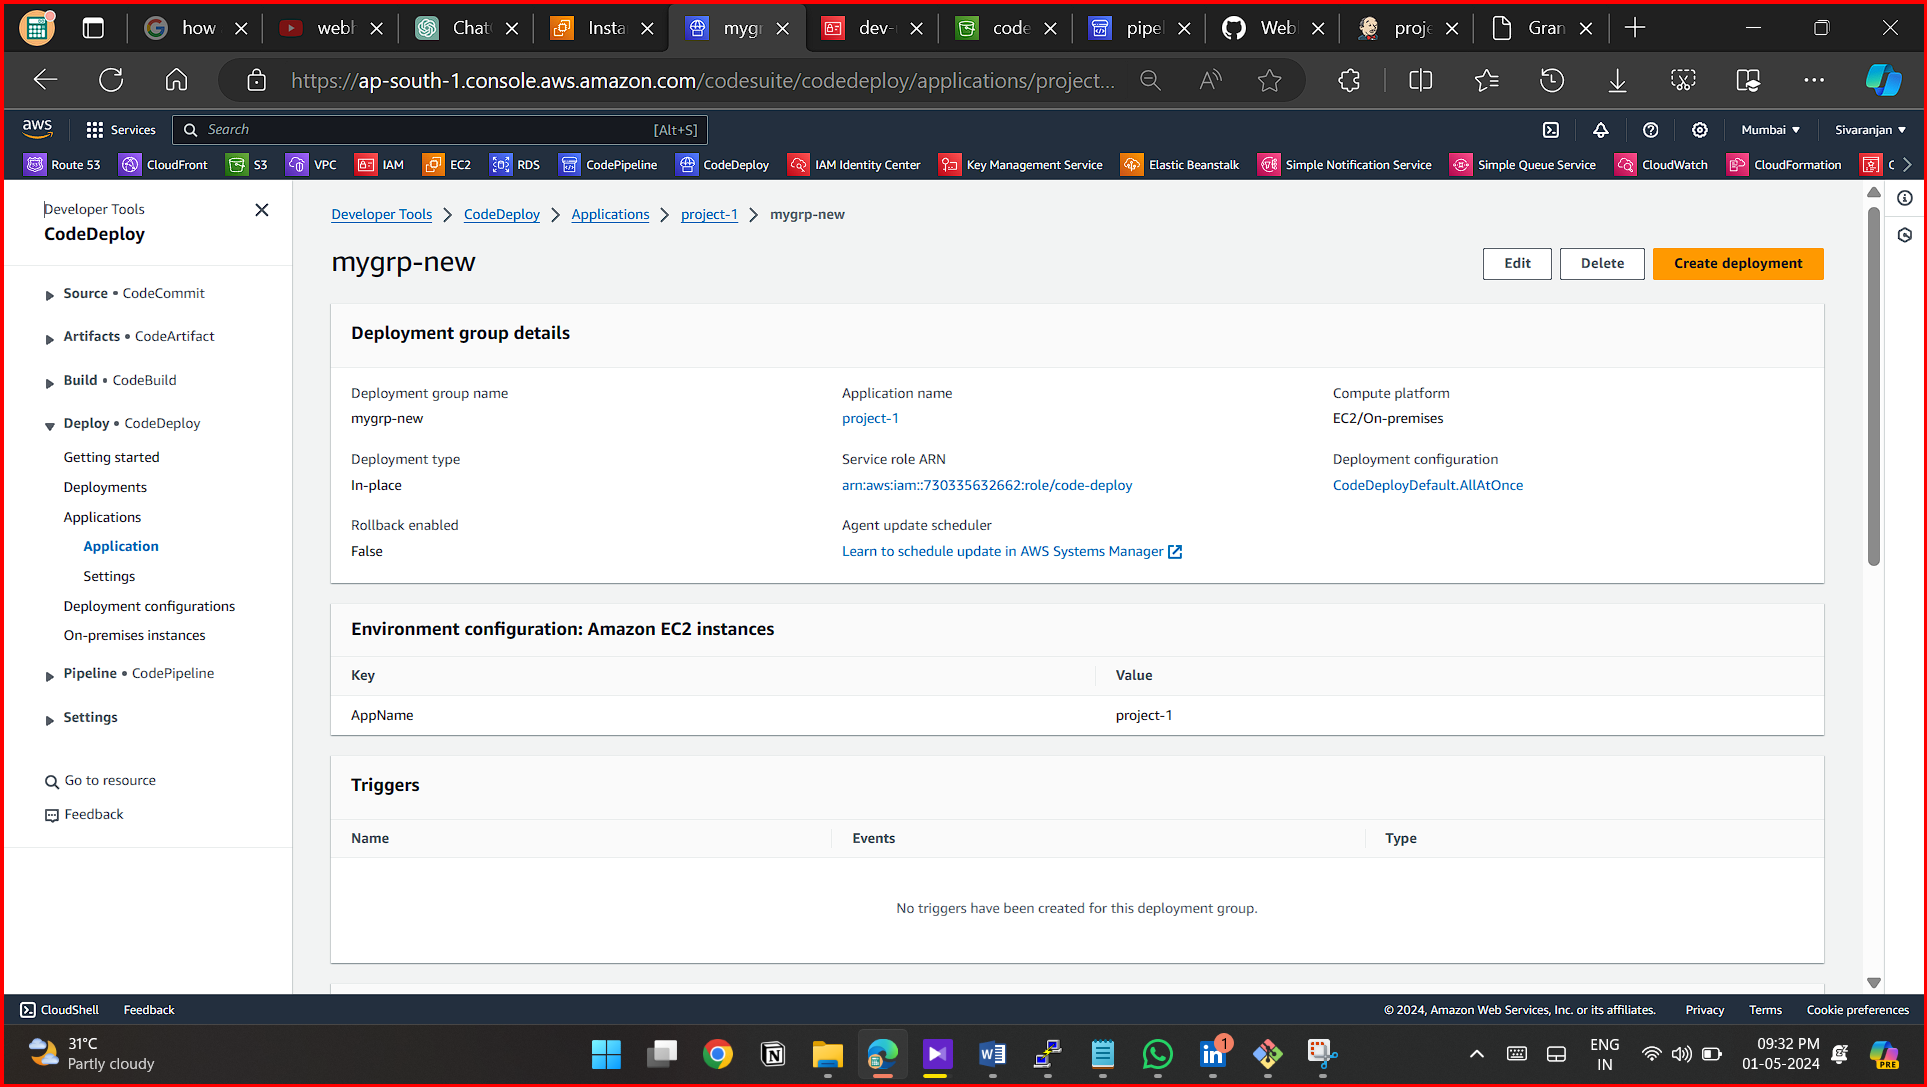 how
webh
Chat
Insta
mygr
dev-
code
pipel
Webl
proje
Gran
https://ap-south-1.console.aws.amazon.com/codesuite/codedeploy/applications/project...
aws
Services
Search
[Alt+S]
Mumbai
Sivaranjan
Route 53
CloudFront
S3
VPC
IAM
EC2
RDS
CodePipeline
CodeDeploy
IAM Identity Center
Key Management Service
Elastic Beanstalk
Simple Notification Service
Simple Queue Service
CloudWatch
CloudFormation
C
Developer Tools
CodeDeploy
Source • CodeCommit
Artifacts • CodeArtifact
Build • CodeBuild
Deploy • CodeDeploy
Getting started
Deployments
Applications
Application
Settings
Deployment configurations
On-premises instances
Pipeline • CodePipeline
Settings
Go to resource
Feedback
Developer Tools > CodeDeploy > Applications > project-1 > mygrp-new
mygrp-new
Edit
Delete
Create deployment
Deployment group details
Deployment group name
mygrp-new
Application name
project-1
Compute platform
EC2/On-premises
Deployment type
In-place
Service role ARN
arn:aws:iam::730335632662:role/code-deploy
Deployment configuration
CodeDeployDefault.AllAtOnce
Rollback enabled
False
Agent update scheduler
Learn to schedule update in AWS Systems Manager
Environment configuration: Amazon EC2 instances
Key Value
AppName project-1
Triggers
Name Events Type
No triggers have been created for this deployment group.
CloudShell
Feedback
© 2024, Amazon Web Services, Inc. or its affiliates.
Privacy
Terms
Cookie preferences
31°C
Partly cloudy
1
ENG
IN
09:32 PM
01-05-2024
PRE